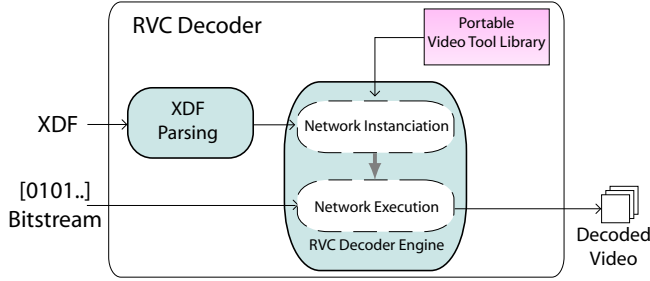 RVC Decoder
Portable
Video Tool Library
XDF
XDF
Parsing
Network Instanciation
[0101..]
Bitstream
Network Execution
RVC Decoder Engine
Decoded
Video